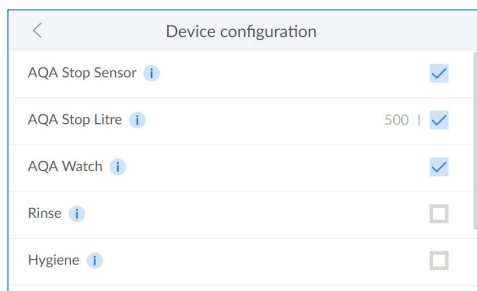 Device configuration
AQA Stop Sensor i
AQA Stop Litre i 500 l
AQA Watch i
Rinse i
Hygiene i